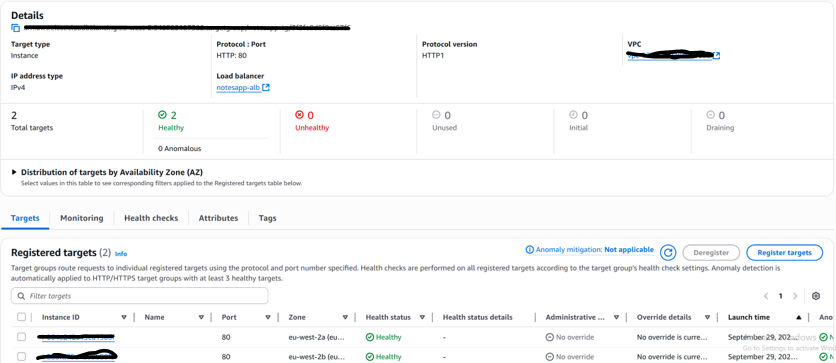 Details
Target type
Instance
Protocol : Port
HTTP: 80
Protocol version
HTTP1
VPC
IP address type
IPv4
Load balancer
notesapp-alb
2
Total targets
2
Healthy
0 Anomalous
0
Unhealthy
0
Unused
0
Initial
0
Draining
Distribution of targets by Availability Zone (AZ)
Select values in this table to see corresponding filters applied to the Registered targets table below.
Targets Monitoring Health checks Attributes Tags
Registered targets (2) Info
Anomaly mitigation: Not applicable
Deregister
Register targets
Target groups route requests to individual registered targets using the protocol and port number specified. Health checks are performed on all registered targets according to the target group's health check settings. Anomaly detection is
automatically applied to HTTP/HTTPS target groups with at least 3 healthy targets.
Filter targets
1
Instance ID Name Port Zone Health status Health status details Administrative ... Override details Launch time Ano
80 eu-west-2a (eu... Healthy - No override No override is curre... September 29, 202...
80 eu-west-2b (eu... Healthy - No override No override is curre... September 29, 202... N
Go to Settings to activate Wind